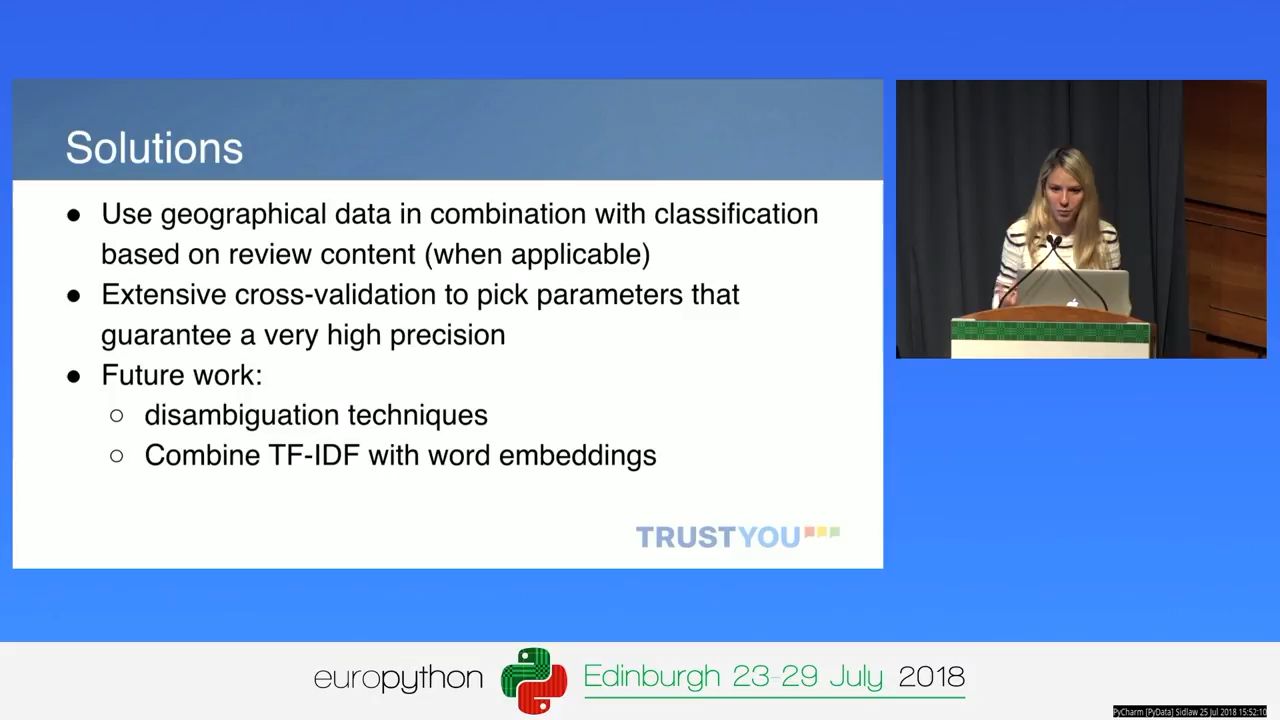 Solutions
● Use geographical data in combination with classification
based on review content (when applicable)
● Extensive cross-validation to pick parameters that
guarantee a very high precision
● Future work:
○ disambiguation techniques
○ Combine TF-IDF with word embeddings
TRUSTYOU
europython Edinburgh 23-29 July 2018
PyCharm [PyData] Sidlaw 25 Jul 2018 15:52:10